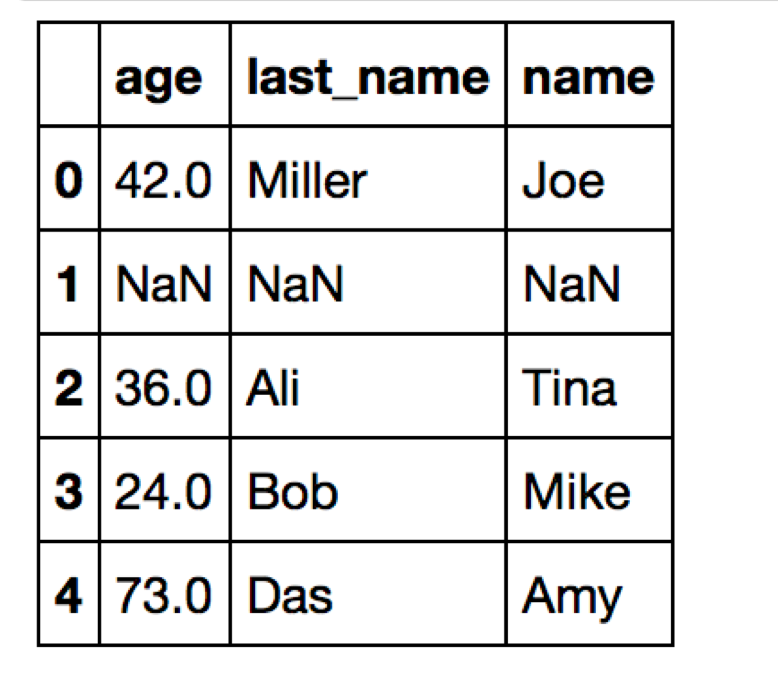 age last_name name
0 42.0 Miller Joe
1 NaN NaN NaN
2 36.0 Ali Tina
3 24.0 Bob Mike
4 73.0 Das Amy